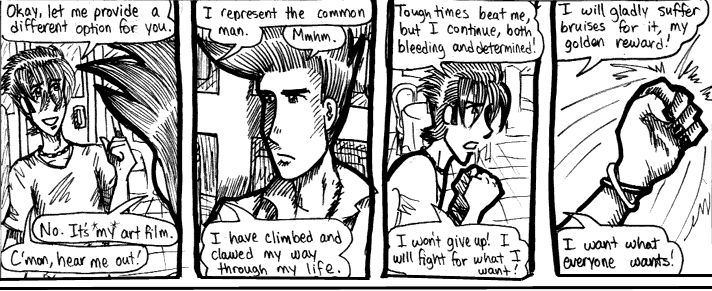 Okay, let me provide a
different option for you.
No. It's *my* art film.
C'mon, hear me out!
I represent the common
man.
Mmhm.
I have climbed and
clawed my way
through my life.
Tough times beat me,
but I continue, both
bleeding and determined!
I won't give up! I
will fight for what I
want!
I will gladly suffer
bruises for it, my
golden reward!
I want what
everyone wants!